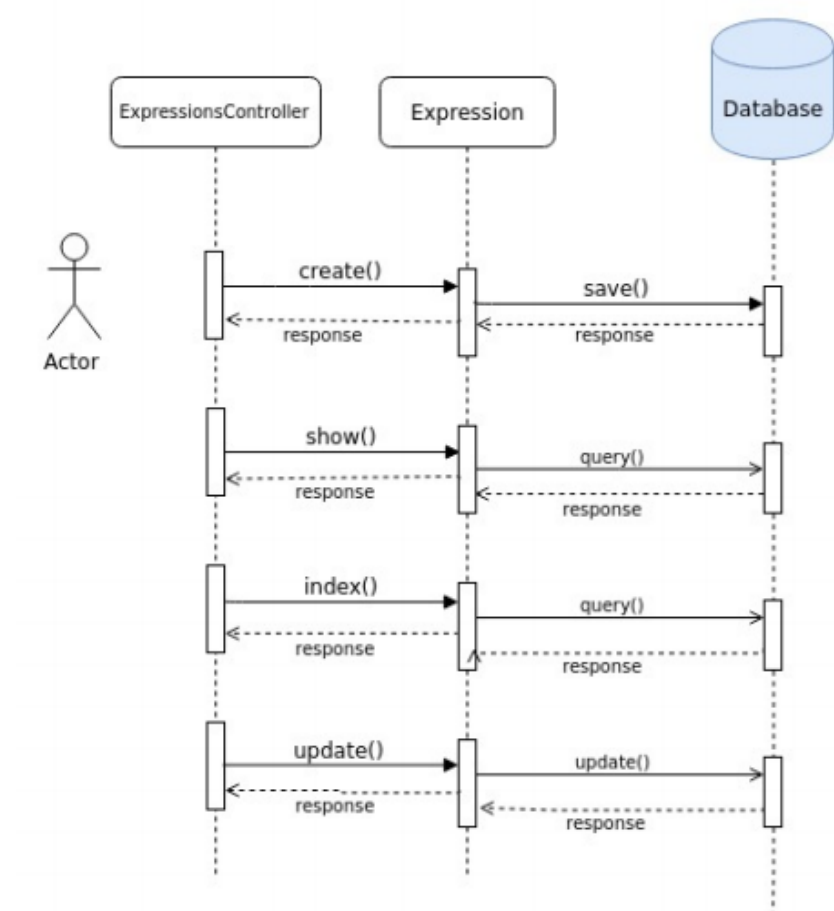 ExpressionsController
Expression
Database
Actor
create()
save()
response
response
show()
query()
response
response
index()
query()
response
response
update()
update()
response
response